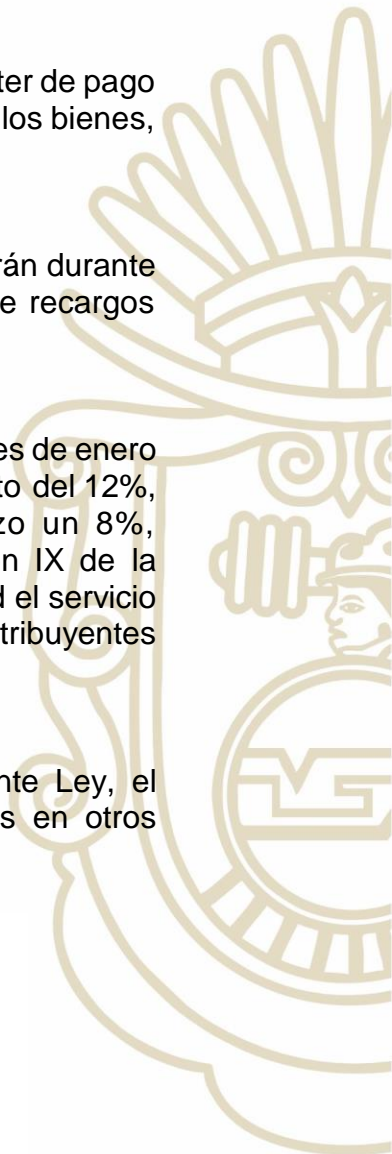 ter de pago
los bienes,
rán durante
e recargos
es de enero
to del 12%,
zo un 8%,
n IX de la
d el servicio
tribuyentes
nte Ley, el
s en otros